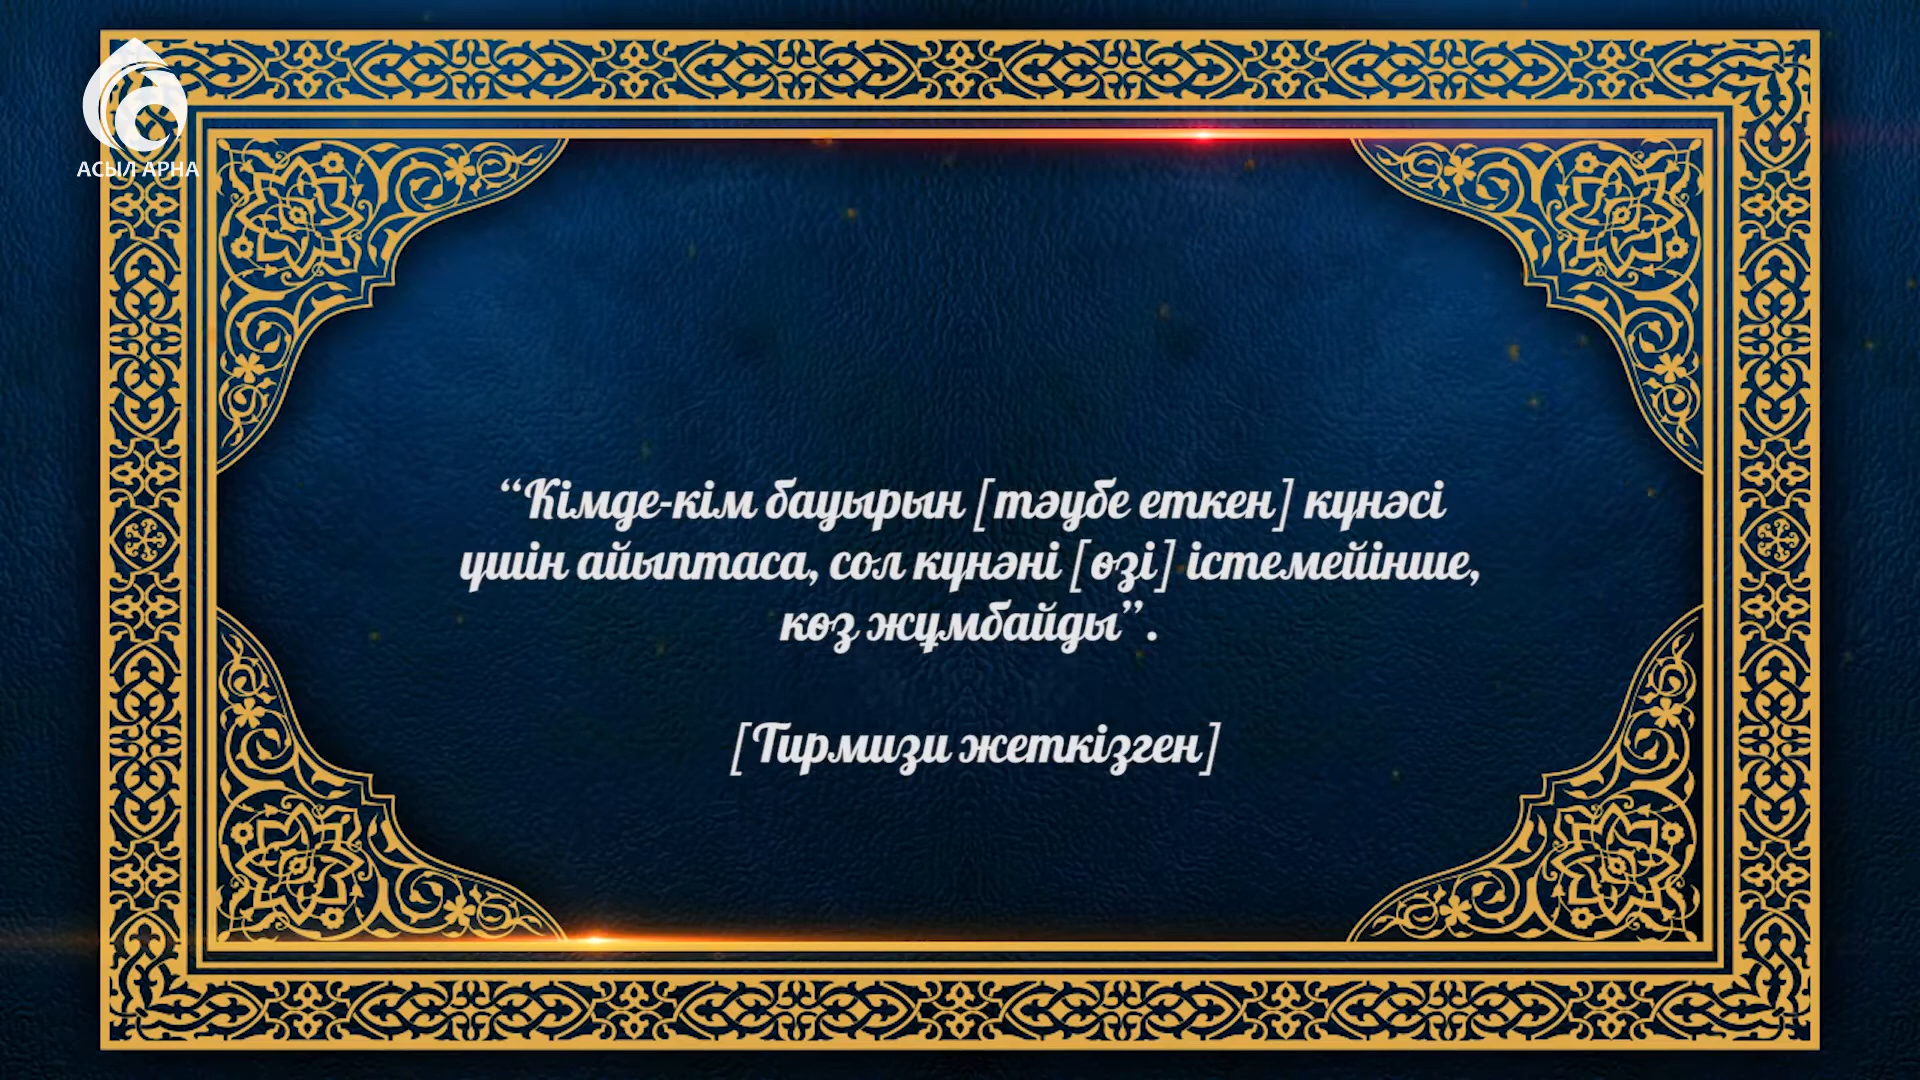 АСЫЛ АРНА
“Кімде-кім бауырын [тәубе еткен] күнәсі
үшін айыптаса, сол күнәні [өзі] істемейінше,
көз жұмбайды”.
[Тирмизи жеткізген]